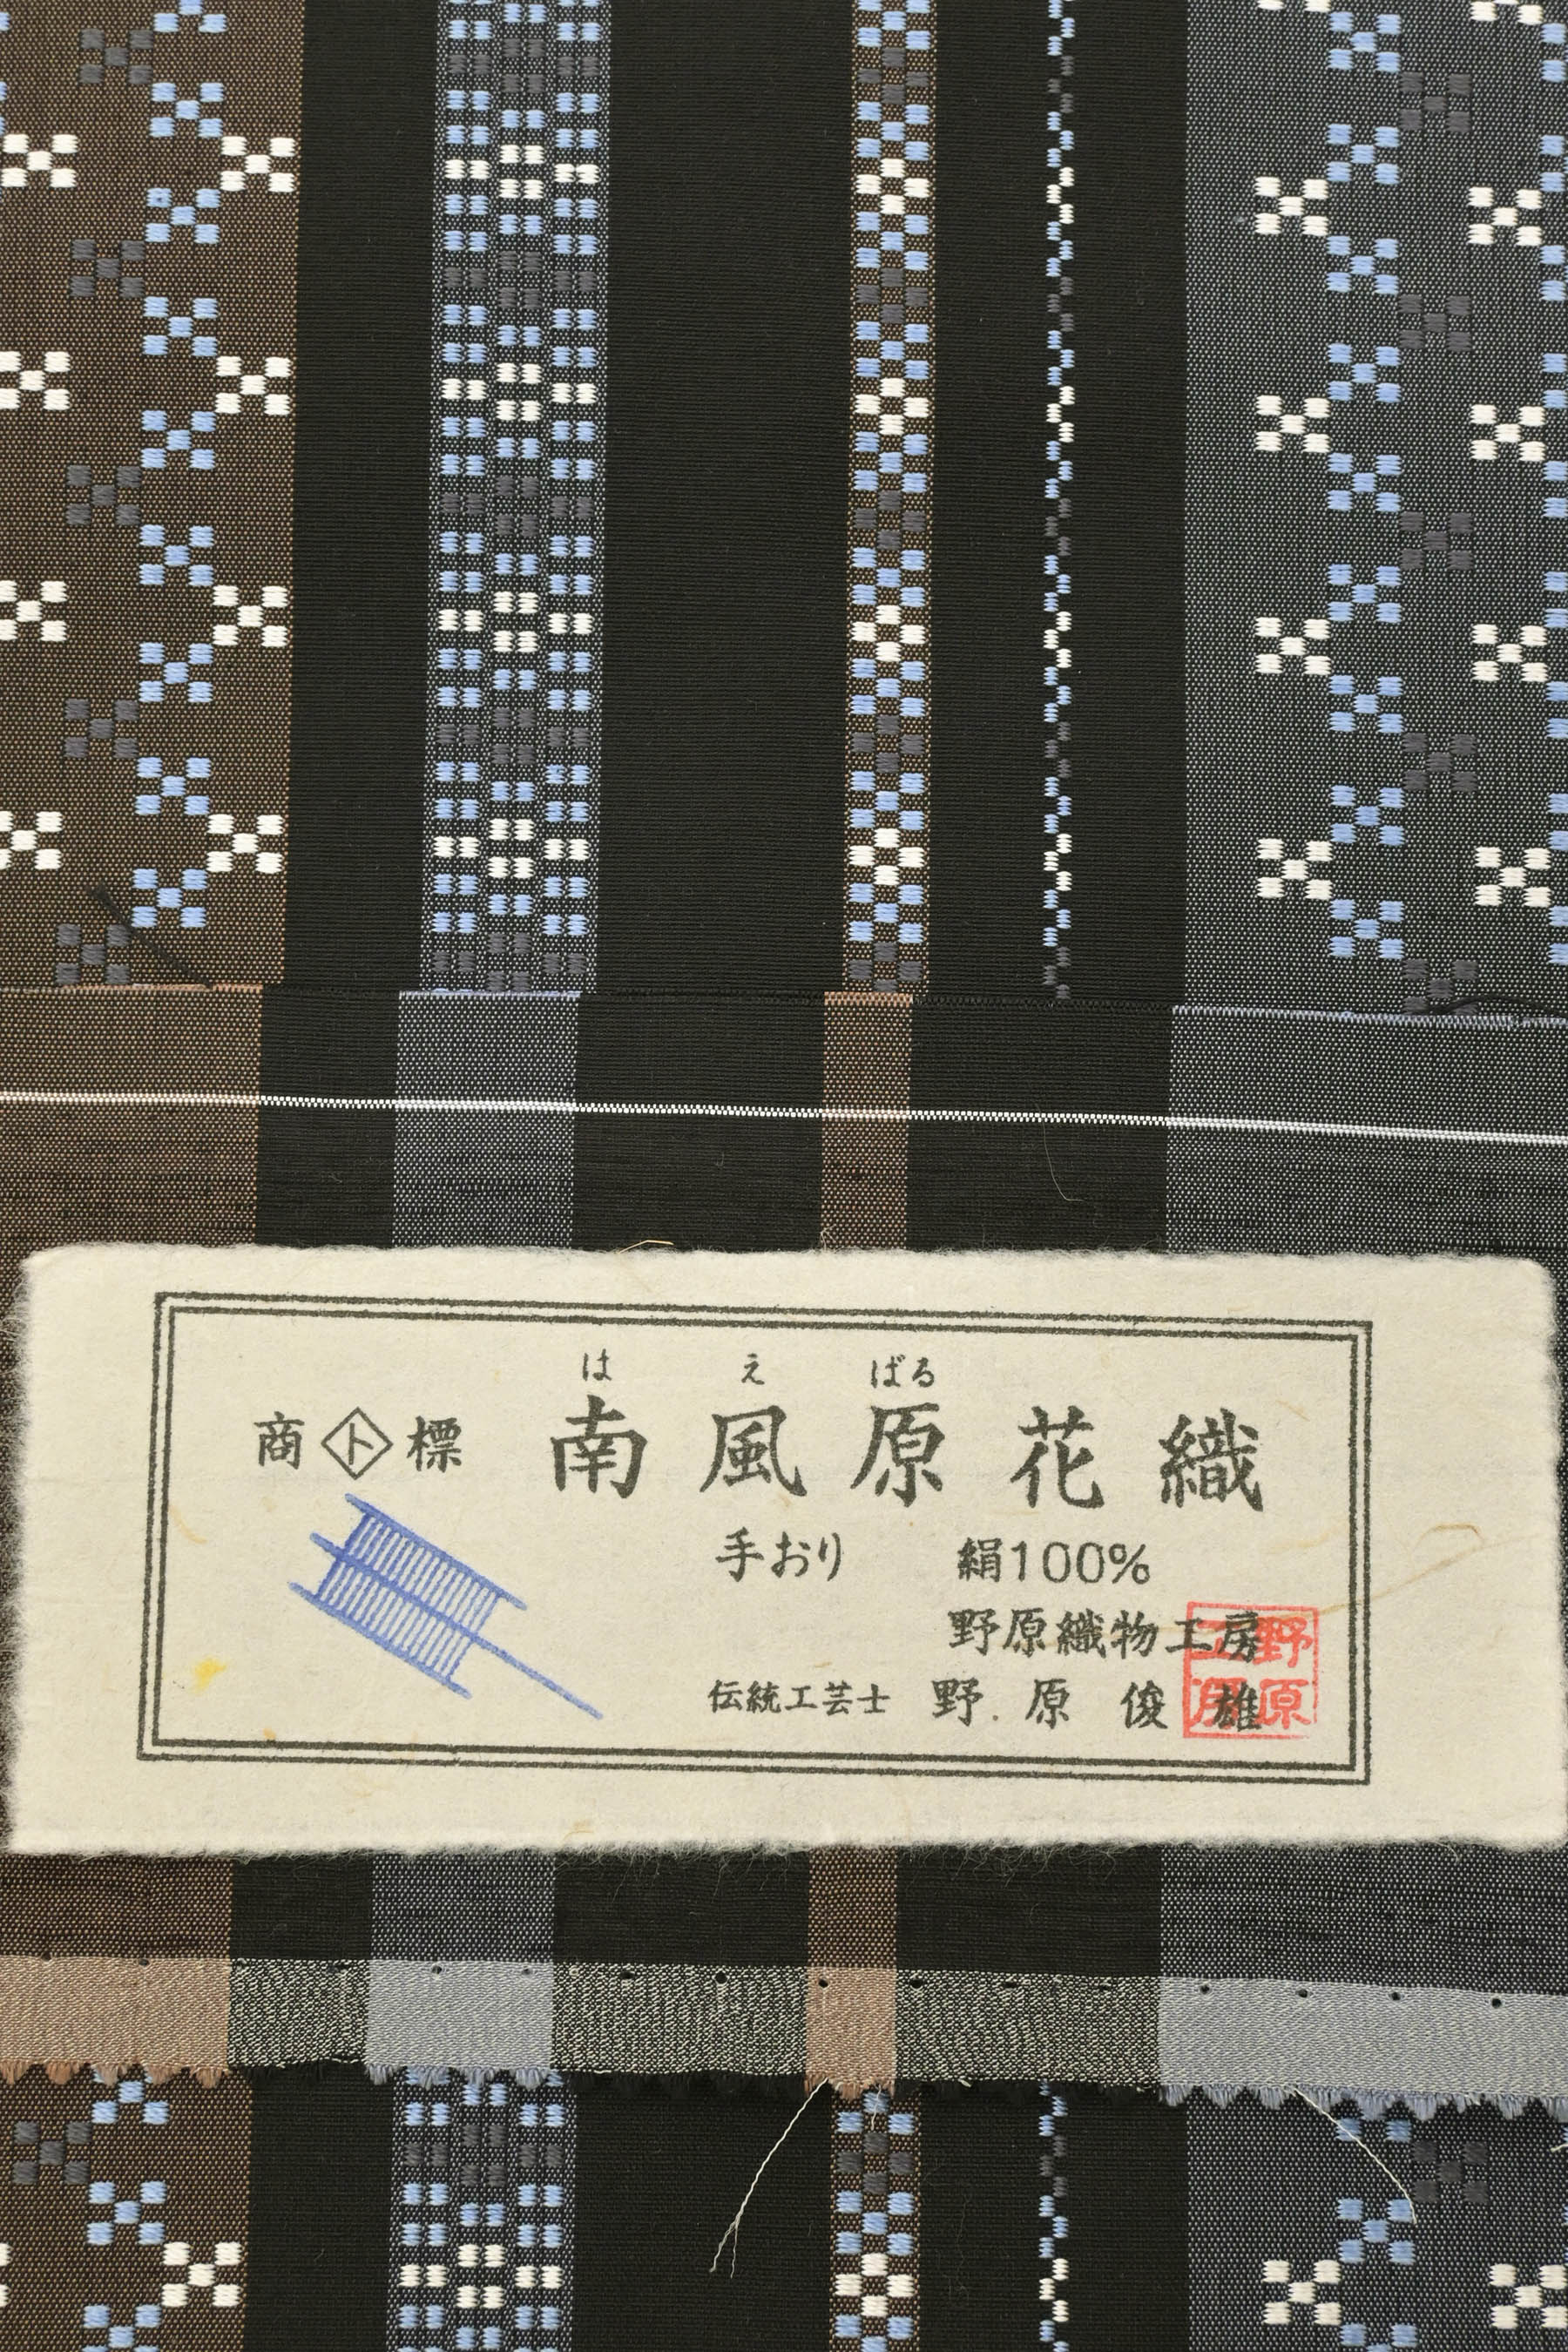 は え ばる
商 ト 標 南 風 原 花 織
手おり 絹100%
野原織物工房
伝統工芸士 野 原 俊 雄
野原工房